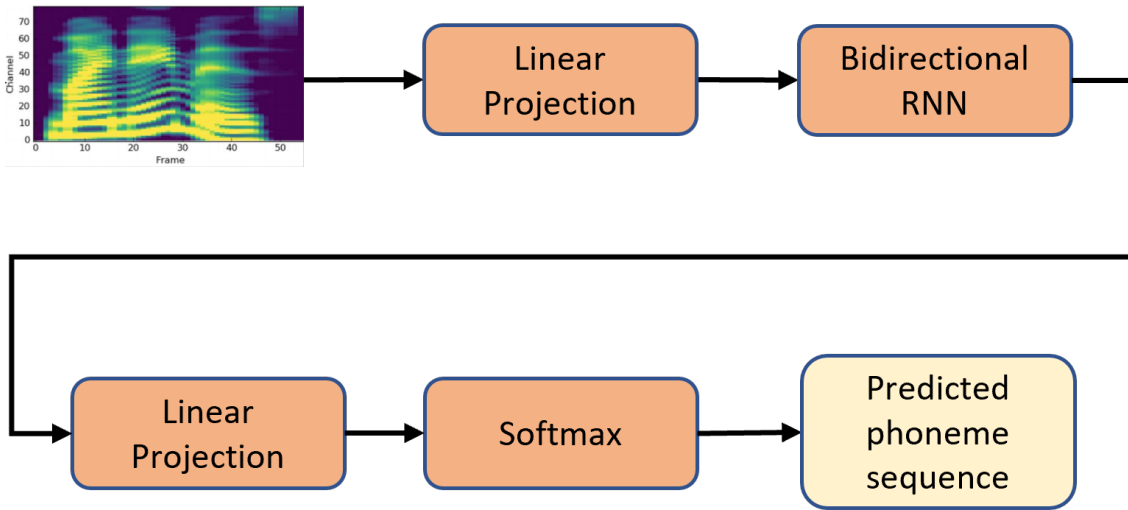 70
60
50
40
30
20
10
0
Channel
0 10 20 30 40 50
Frame
Linear
Projection
Bidirectional
RNN
Linear
Projection
Softmax
Predicted
phoneme
sequence